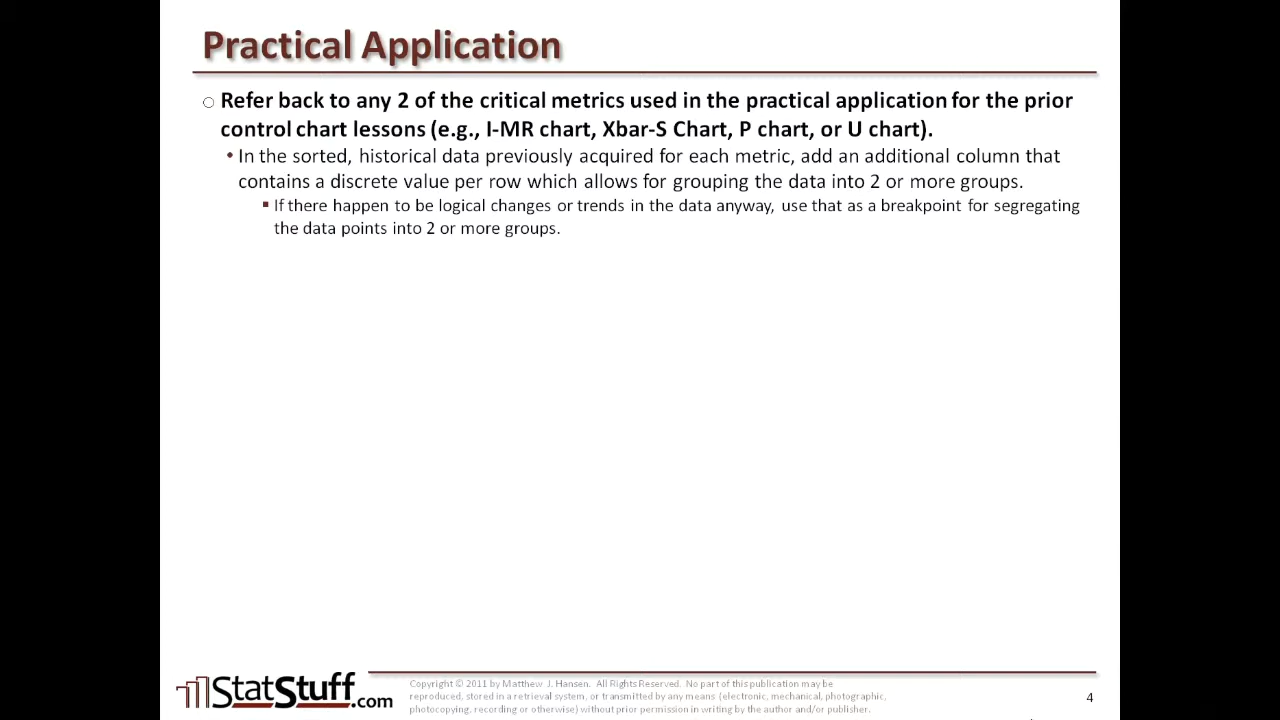 Practical Application
○ Refer back to any 2 of the critical metrics used in the practical application for the prior
control chart lessons (e.g., I-MR chart, Xbar-S Chart, P chart, or U chart).
• In the sorted, historical data previously acquired for each metric, add an additional column that
contains a discrete value per row which allows for grouping the data into 2 or more groups.
▪ If there happen to be logical changes or trends in the data anyway, use that as a breakpoint for segregating
the data points into 2 or more groups.
StatStuff.com
Copyright © 2011 by Matthew J. Hansen. All Rights Reserved. No part of this publication may be
reproduced, stored in a retrieval system, or transmitted by any means (electronic, mechanical, photographic,
photocopying, recording or otherwise) without prior permission in writing by the author and/or publisher.
4